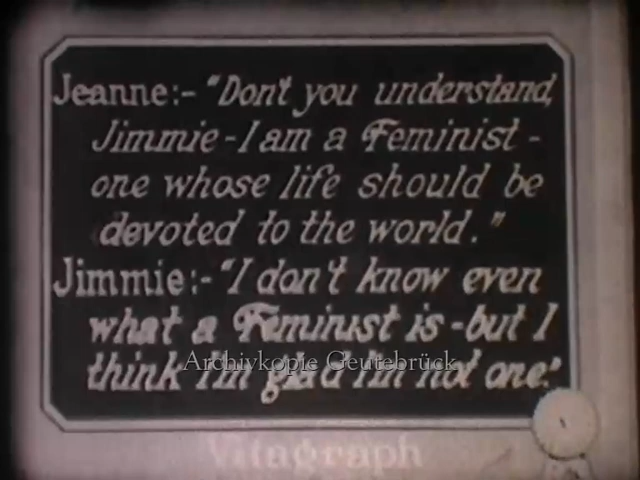 Jeanne:- "Don't you understand,
Jimmie - I am a Feminist -
one whose life should be
devoted to the world."
Jimmie:- "I don't know even
what a Feminist is - but I
think I'm glad I'm not one."
Archivkopie Geutebrück
Vitagraph